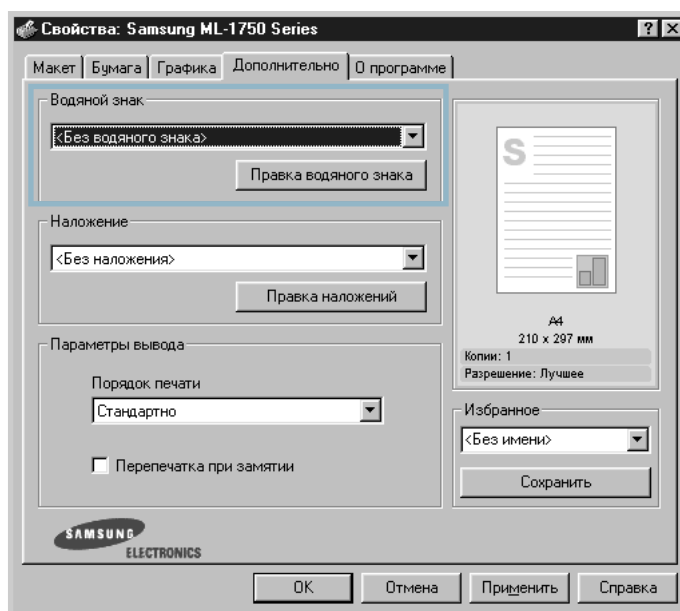 Свойства: Samsung ML-1750 Series
Макет Бумага Графика Дополнительно О программе
Водяной знак
<Без водяного знака>
Правка водяного знака
Наложение
<Без наложения>
Правка наложений
Параметры вывода
Порядок печати
Стандартно
Перепечатка при замятии
S
A4
210 x 297 мм
Копии: 1
Разрешение: Лучшее
Избранное
<Без имени>
Сохранить
SAMSUNG
ELECTRONICS
OK Отмена Применить Справка